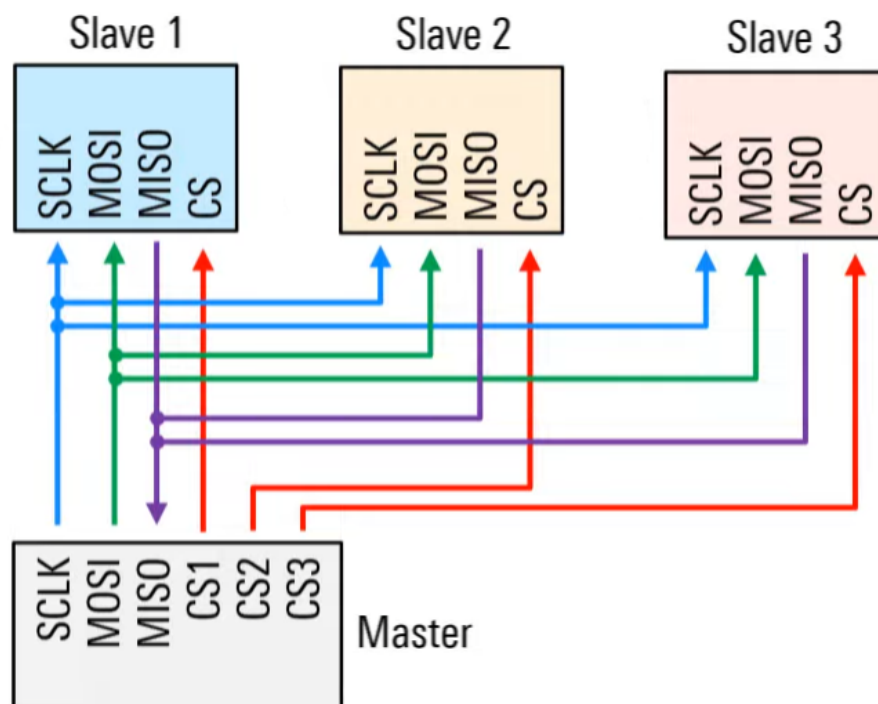 Slave 1
Slave 2
Slave 3
SCLK
MOSI
MISO
CS
SCLK
MOSI
MISO
CS
SCLK
MOSI
MISO
CS
SCLK
MOSI
MISO
CS1
CS2
CS3
Master